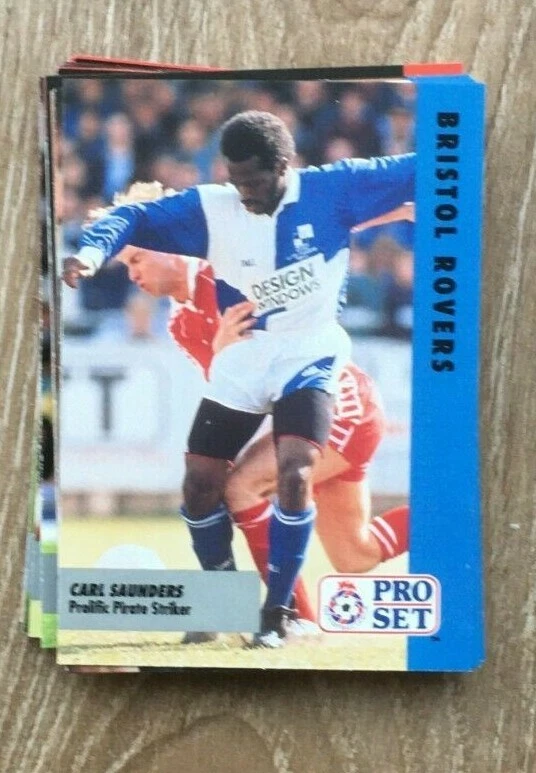 BRISTOL ROVERS
DESIGN
WINDOWS
T
CARL SAUNDERS
Prolific Pirate Striker
PRO
SET